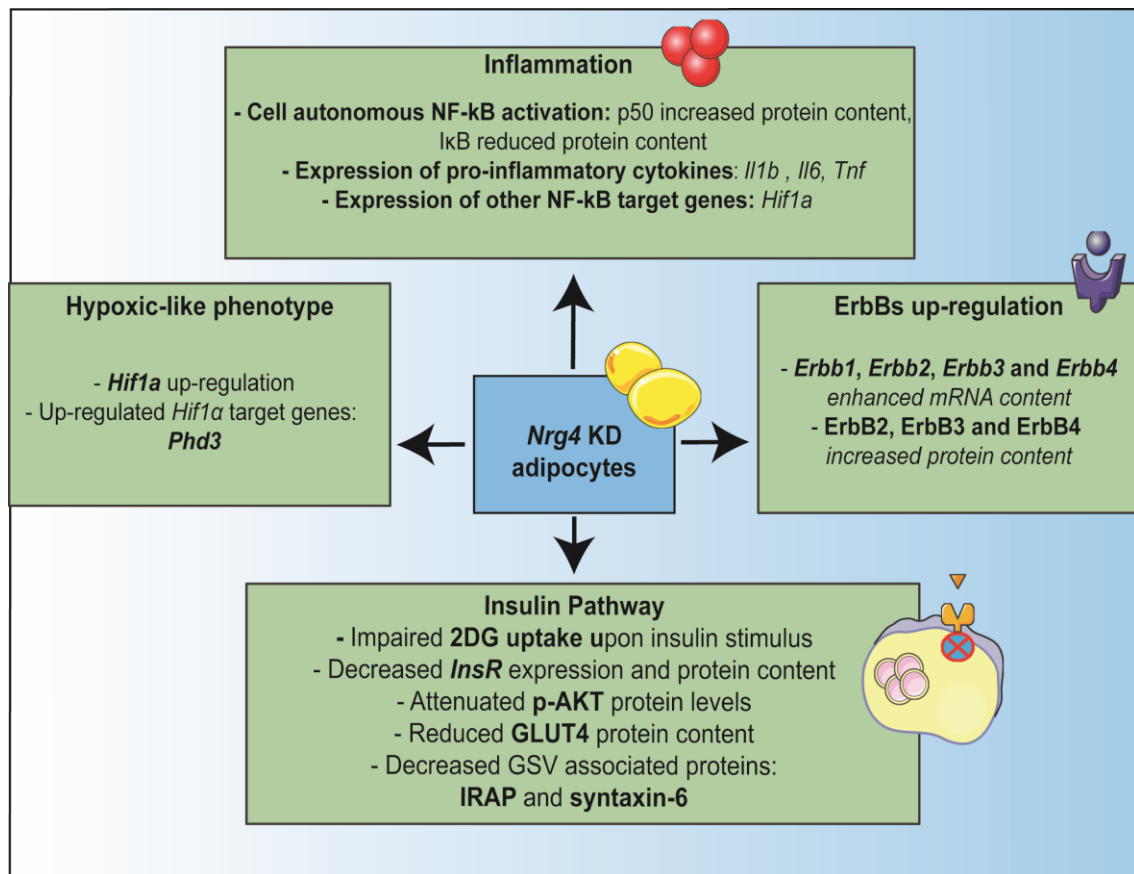 Inflammation
- Cell autonomous NF-kB activation: p50 increased protein content,
IκB reduced protein content
- Expression of pro-inflammatory cytokines: Il1b , Il6, Tnf
- Expression of other NF-kB target genes: Hif1a
Hypoxic-like phenotype
- Hif1a up-regulation
- Up-regulated Hif1α target genes:
Phd3
Nrg4 KD
adipocytes
ErbBs up-regulation
- Erbb1, Erbb2, Erbb3 and Erbb4
enhanced mRNA content
- ErbB2, ErbB3 and ErbB4
increased protein content
Insulin Pathway
- Impaired 2DG uptake upon insulin stimulus
- Decreased InsR expression and protein content
- Attenuated p-AKT protein levels
- Reduced GLUT4 protein content
- Decreased GSV associated proteins:
IRAP and syntaxin-6